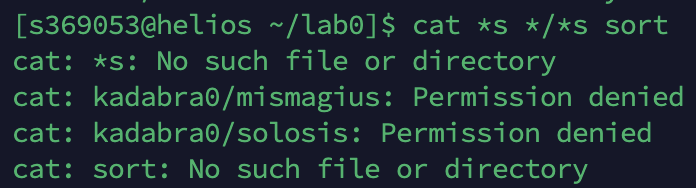 [s369053@helios ~/lab0]$ cat *s */*s sort
cat: *s: No such file or directory
cat: kadabra0/mismagius: Permission denied
cat: kadabra0/solosis: Permission denied
cat: sort: No such file or directory